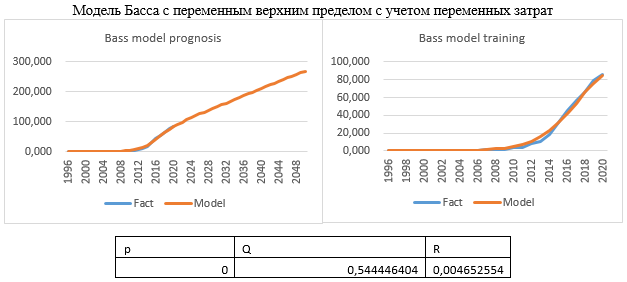 Модель Басса с переменным верхним пределом с учетом переменных затрат
Bass model prognosis
300,000
200,000
100,000
0,000
1996 2000 2004 2008 2012 2016 2020 2024 2028 2032 2036 2040 2044 2048
Fact Model
Bass model training
100,000
80,000
60,000
40,000
20,000
0,000
1996 1998 2000 2002 2004 2006 2008 2010 2012 2014 2016 2018 2020
Fact Model
p Q R
0 0,544446404 0,004652554